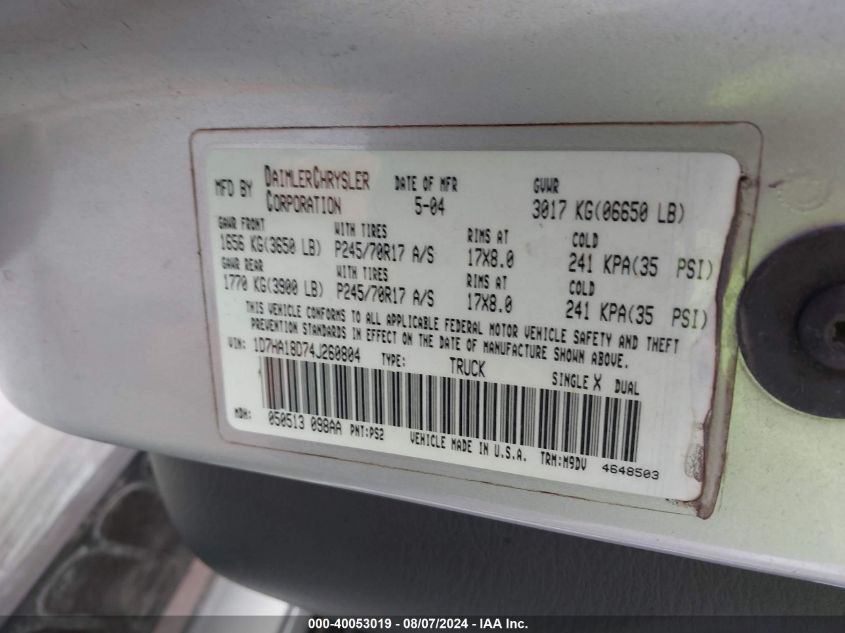 MFD BY DAIMLERCHRYSLER CORPORATION DATE OF MFR 5-04 GVWR 3017 KG(06650 LB)
GAWR FRONT WITH TIRES RIMS AT COLD
1656 KG(3650 LB) P245/70R17 A/S 17X8.0 241 KPA(35 PSI)
GAWR REAR WITH TIRES RIMS AT COLD
1770 KG(3900 LB) P245/70R17 A/S 17X8.0 241 KPA(35 PSI)
THIS VEHICLE CONFORMS TO ALL APPLICABLE FEDERAL MOTOR VEHICLE SAFETY AND THEFT
PREVENTION STANDARDS IN EFFECT ON THE DATE OF MANUFACTURE SHOWN ABOVE.
VIN: 1D7HA18D74J260804 TYPE: TRUCK SINGLE X DUAL
MDH: 050513 098AA PNT:PS2 VEHICLE MADE IN U.S.A. TRM:M9DV 4648503
000-40053019 - 08/07/2024 - IAA Inc.